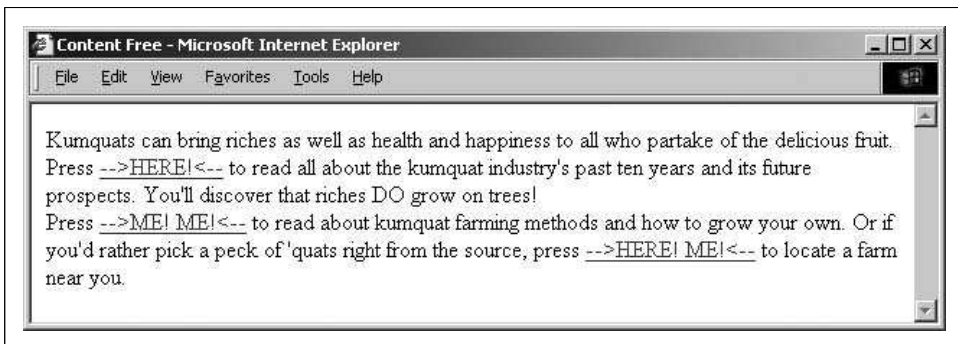 Content Free - Microsoft Internet Explorer
File Edit View Favorites Tools Help
Kumquats can bring riches as well as health and happiness to all who partake of the delicious fruit.
Press -->HERE!<-- to read all about the kumquat industry's past ten years and its future
prospects. You'll discover that riches DO grow on trees!
Press -->ME! ME!<-- to read about kumquat farming methods and how to grow your own. Or if
you'd rather pick a peck of 'quats right from the source, press -->HERE! ME!<-- to locate a farm
near you.